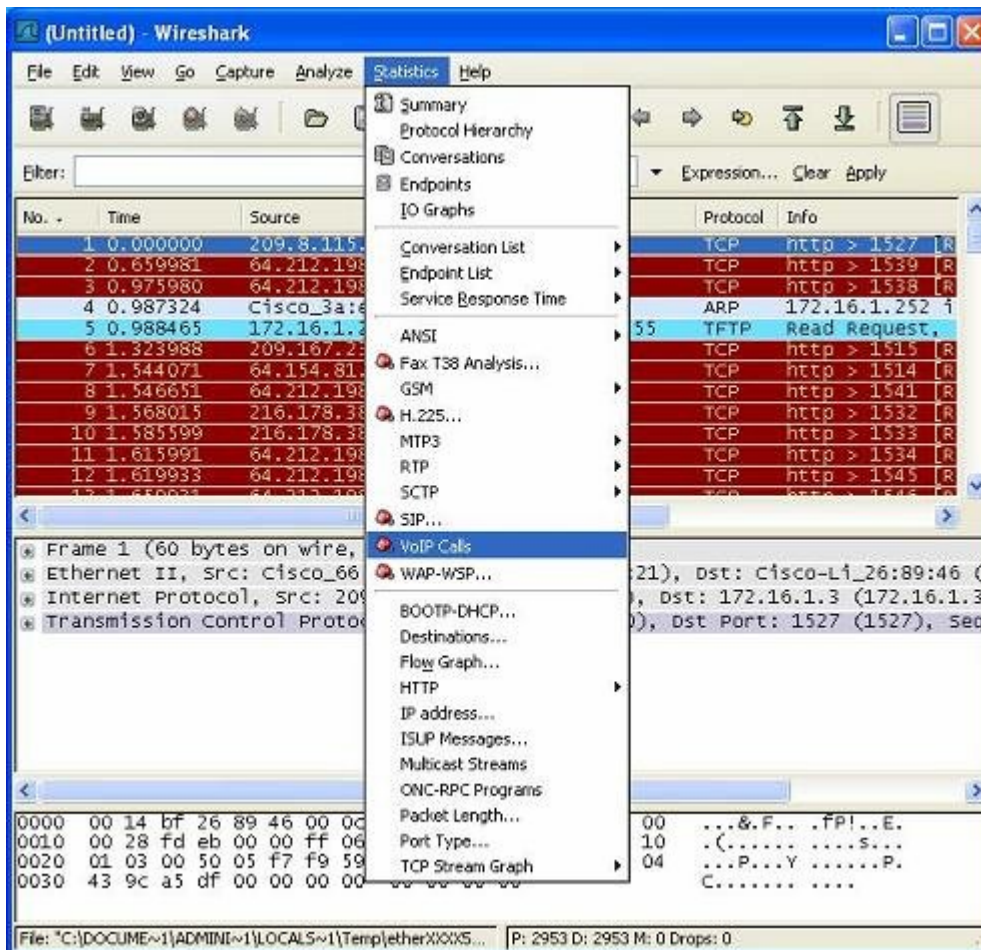 (Untitled) - Wireshark
File Edit View Go Capture Analyze Statistics Help
Filter: Expression... Clear Apply
No. - Time Source Protocol Info
1 0.000000 209.8.115. TCP http > 1527 [R
2 0.659981 64.212.198 TCP http > 1539 [R
3 0.975980 64.212.198 TCP http > 1538 [R
4 0.987324 Cisco_3a:e ARP 172.16.1.252 i
5 0.988465 172.16.1.2 55 TFTP Read Request,
6 1.323988 209.167.2 TCP http > 1515 [R
7 1.544071 64.154.81. TCP http > 1514 [R
8 1.546651 64.212.198 TCP http > 1541 [R
9 1.568015 216.178.38 TCP http > 1532 [R
10 1.585599 216.178.38 TCP http > 1533 [R
11 1.615991 64.212.198 TCP http > 1534 [R
12 1.619933 64.212.198 TCP http > 1545 [R
Summary
Protocol Hierarchy
Conversations
Endpoints
IO Graphs
Conversation List
Endpoint List
Service Response Time
ANSI
Fax T38 Analysis...
GSM
H.225...
MTP3
RTP
SCTP
SIP...
VoIP Calls
WAP-WSP...
BOOTP-DHCP...
Destinations...
Flow Graph...
HTTP
IP address...
ISUP Messages...
Multicast Streams
ONC-RPC Programs
Packet Length...
Port Type...
TCP Stream Graph
Frame 1 (60 bytes on wire,
Ethernet II, Src: Cisco_66 :21), Dst: Cisco-Li_26:89:46 (
Internet Protocol, Src: 209 ), Dst: 172.16.1.3 (172.16.1.3
Transmission Control Protoc ), Dst Port: 1527 (1527), Seq
0000 00 14 bf 26 89 46 00 0c 00 ...&.F.. .fP!..E.
0010 00 28 fd eb 00 00 ff 06 10 .(...... ....s...
0020 01 03 00 50 05 f7 f9 59 04 ...P...Y ......P.
0030 43 9c a5 df 00 00 00 00 00 00 00 00 C....... ....
File: "C:\DOCUME~1\ADMINI~1\LOCALS~1\Temp\etherXXXX5... P: 2953 D: 2953 M: 0 Drops: 0